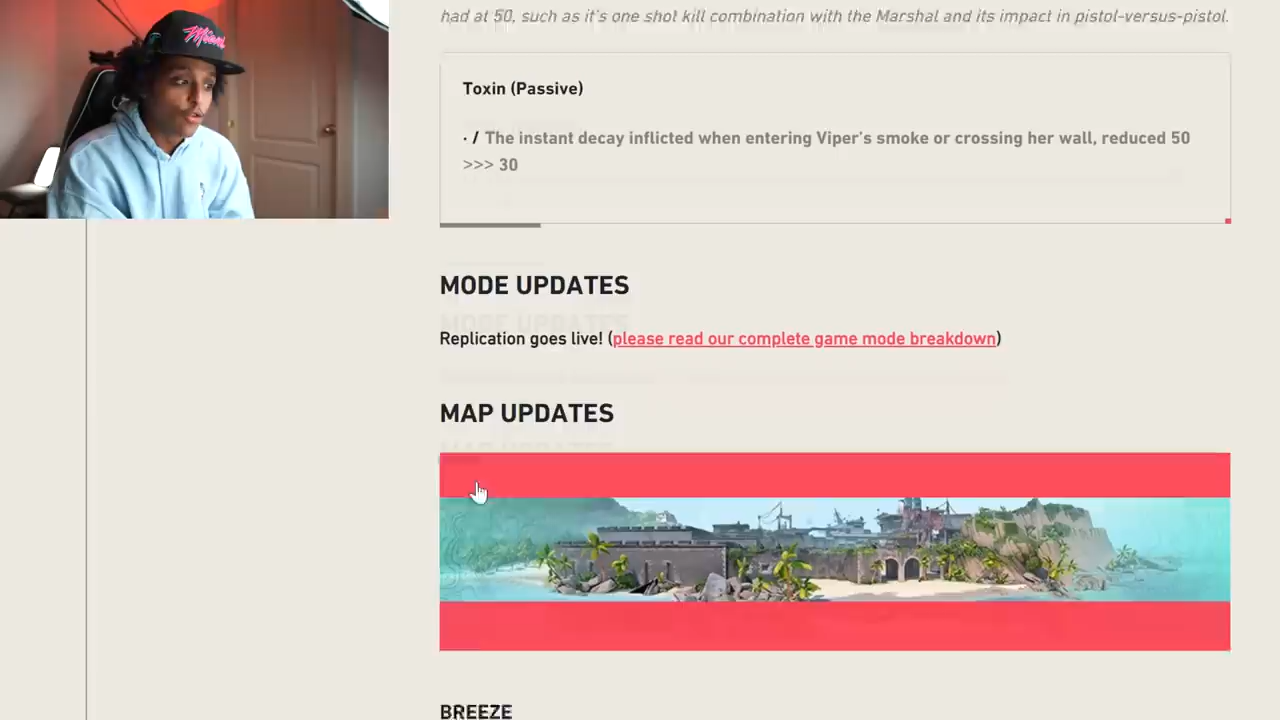 Miami
had at 50, such as it's one shot kill combination with the Marshal and its impact in pistol-versus-pistol.
Toxin (Passive)
· / The instant decay inflicted when entering Viper's smoke or crossing her wall, reduced 50
>>> 30
MODE UPDATES
Replication goes live! (please read our complete game mode breakdown)
MAP UPDATES
BREEZE